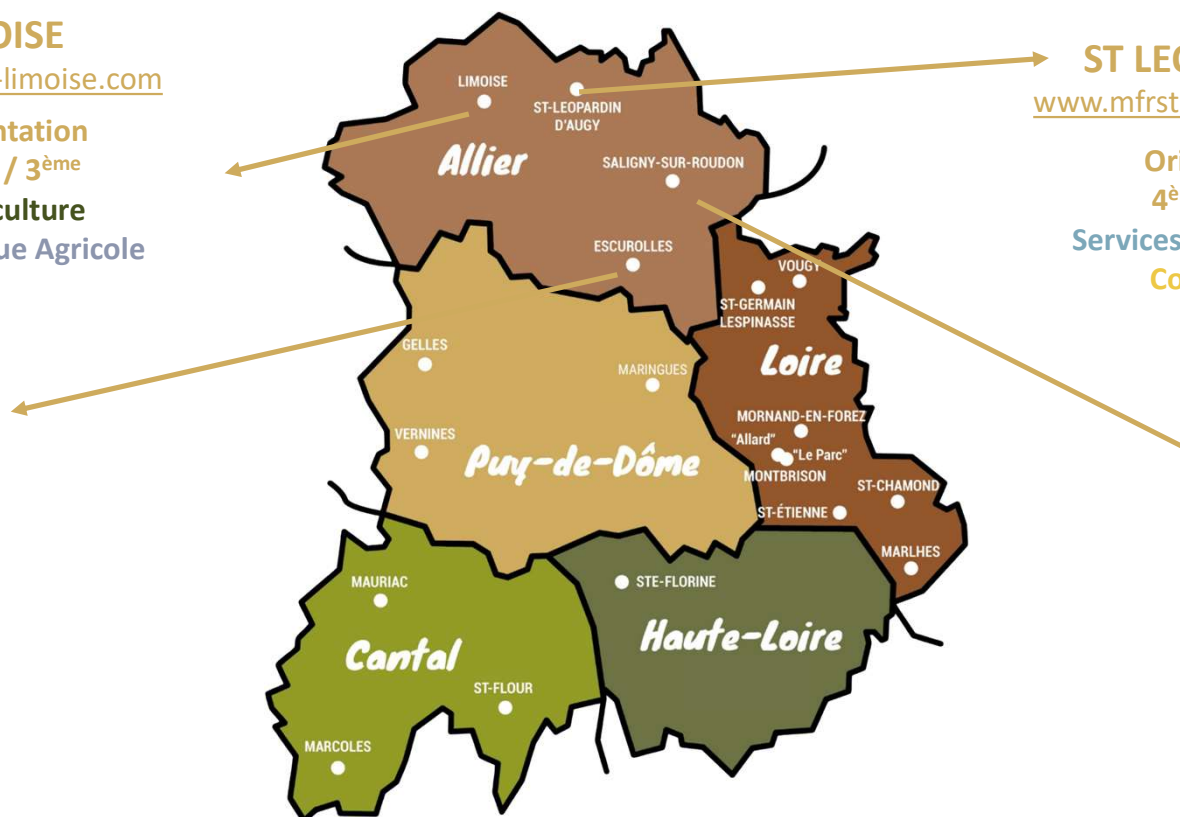 OISE
-limoise.com
ntation
/ 3ème
culture
ue Agricole
ST LEO
www.mfrst
Ori
4è
Services
Co
LIMOISE
ST-LEOPARDIN
D'AUGY
Allier
SALIGNY-SUR-ROUDON
ESCUROLLES
VOUGY
ST-GERMAIN
LESPINASSE
Loire
GELLES
MARINGUES
MORNAND-EN-FOREZ
"Allard"
"Le Parc"
MONTBRISON
VERNINES
Puy-de-Dôme
ST-CHAMOND
ST-ÉTIENNE
MARLHES
MAURIAC
STE-FLORINE
Cantal
Haute-Loire
ST-FLOUR
MARCOLES